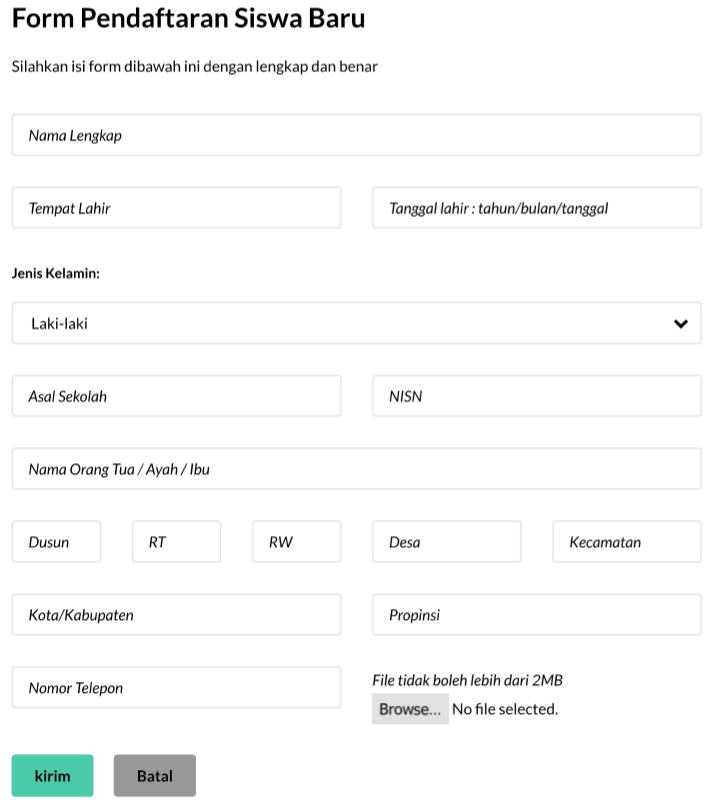 Form Pendaftaran Siswa Baru
Silahkan isi form dibawah ini dengan lengkap dan benar
Nama Lengkap
Tempat Lahir
Tanggal lahir : tahun/bulan/tanggal
Jenis Kelamin:
Laki-laki
Asal Sekolah
NISN
Nama Orang Tua / Ayah / Ibu
Dusun
RT
RW
Desa
Kecamatan
Kota/Kabupaten
Propinsi
Nomor Telepon
File tidak boleh lebih dari 2MB
Browse... No file selected.
kirim
Batal